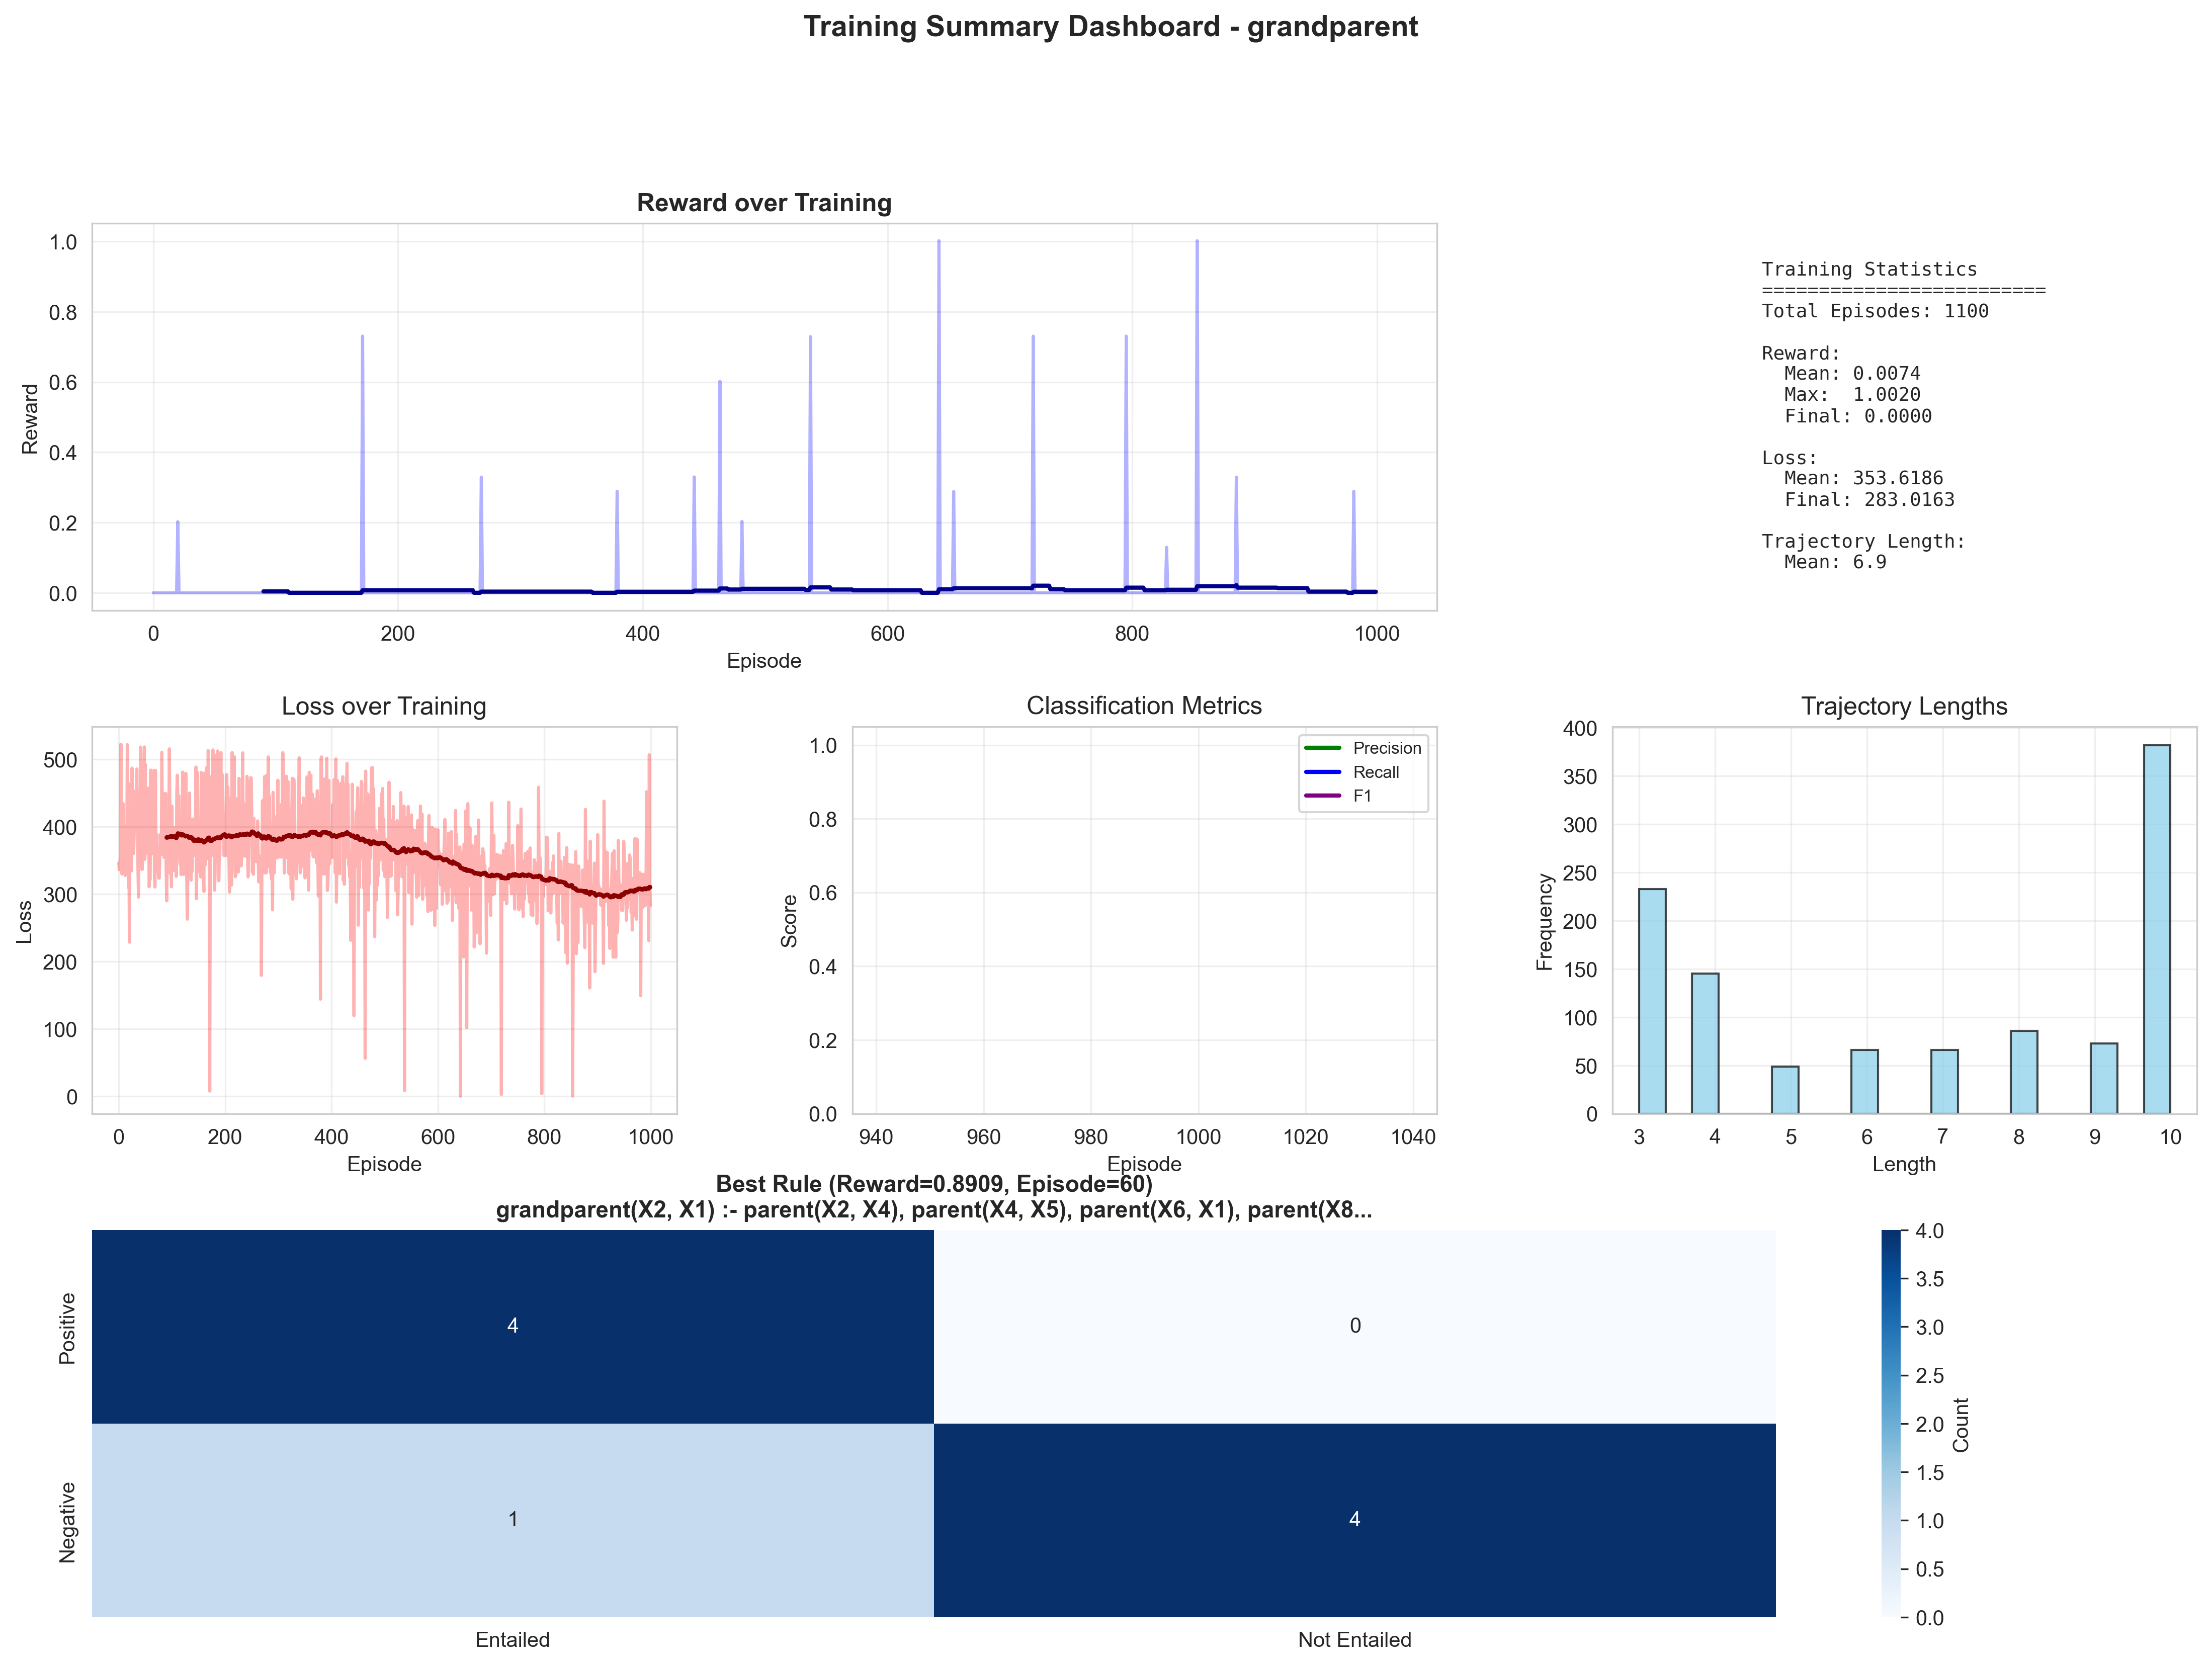 Training Summary Dashboard - grandparent
Reward over Training
1.0
0.8
0.6
0.4
0.2
0.0
Reward
0 200 400 600 800 1000
Episode
Training Statistics
=========================
Total Episodes: 1100
Reward:
Mean: 0.0074
Max: 1.0020
Final: 0.0000
Loss:
Mean: 353.6186
Final: 283.0163
Trajectory Length:
Mean: 6.9
Loss over Training
500
400
300
200
100
0
Loss
0 200 400 600 800 1000
Episode
Classification Metrics
Precision
Recall
F1
1.0
0.8
0.6
0.4
0.2
0.0
Score
940 960 980 1000 1020 1040
Episode
Trajectory Lengths
400
350
300
250
200
150
100
50
0
Frequency
3 4 5 6 7 8 9 10
Length
Best Rule (Reward=0.8909, Episode=60)
grandparent(X2, X1) :- parent(X2, X4), parent(X4, X5), parent(X6, X1), parent(X8...
Positive
4 0
Negative
1 4
Entailed Not Entailed
4.0
3.5
3.0
2.5
2.0
1.5
1.0
0.5
0.0
Count